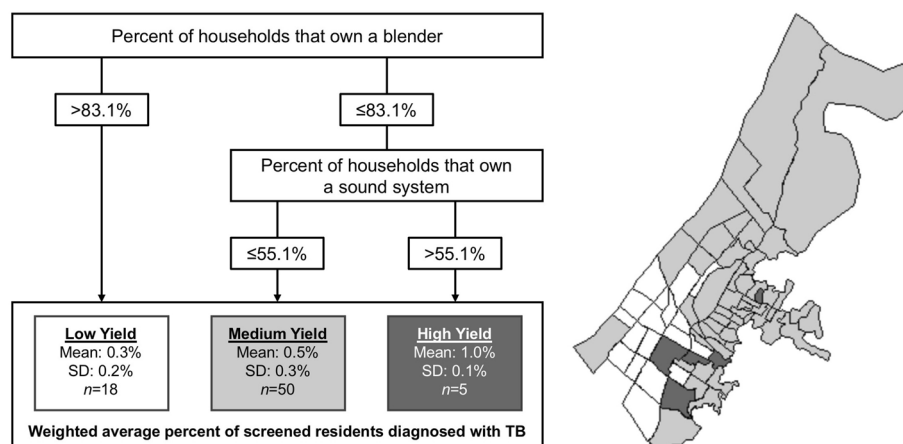 Percent of households that own a blender
>83.1%
≤83.1%
Percent of households that own
a sound system
≤55.1%
>55.1%
Low Yield
Mean: 0.3%
SD: 0.2%
n=18
Medium Yield
Mean: 0.5%
SD: 0.3%
n=50
High Yield
Mean: 1.0%
SD: 0.1%
n=5
Weighted average percent of screened residents diagnosed with TB